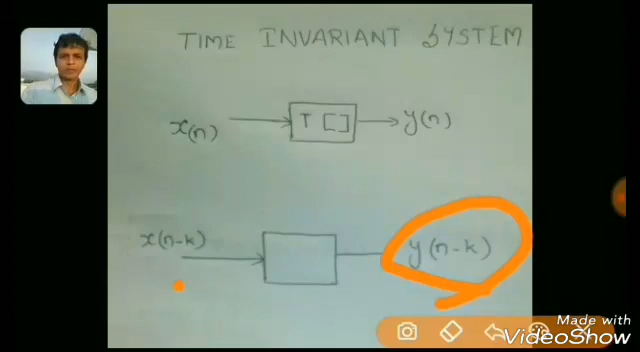 TIME INVARIANT SYSTEM
x(n) T [ ] y(n)
x(n-k) y(n-k)
Made with
VideoShow